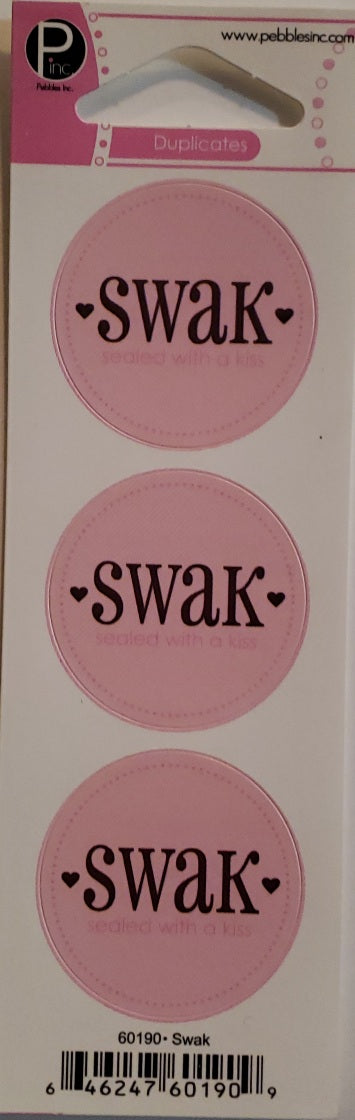 P
inc.
Pebbles Inc.
www.pebblesinc.com
Duplicates
swak
sealed with a kiss
swak
sealed with a kiss
swak
sealed with a kiss
60190• Swak
6 46247 60190 9